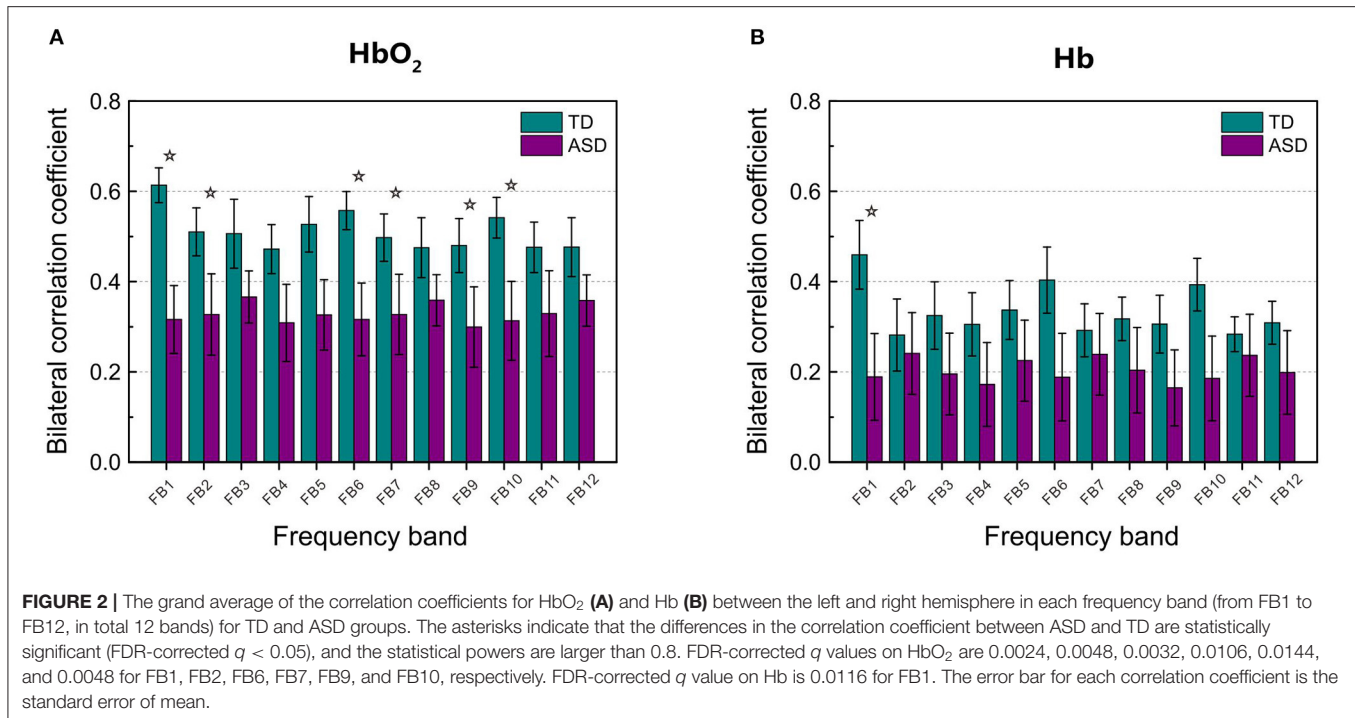 A
HbO₂
0.8
0.6
0.4
0.2
0.0
Bilateral correlation coefficient
TD
ASD
FB1 FB2 FB3 FB4 FB5 FB6 FB7 FB8 FB9 FB10 FB11 FB12
Frequency band
B
Hb
0.8
0.6
0.4
0.2
0.0
Bilateral correlation coefficient
TD
ASD
FB1 FB2 FB3 FB4 FB5 FB6 FB7 FB8 FB9 FB10 FB11 FB12
Frequency band
FIGURE 2 | The grand average of the correlation coefficients for HbO₂ (A) and Hb (B) between the left and right hemisphere in each frequency band (from FB1 to
FB12, in total 12 bands) for TD and ASD groups. The asterisks indicate that the differences in the correlation coefficient between ASD and TD are statistically
significant (FDR-corrected q < 0.05), and the statistical powers are larger than 0.8. FDR-corrected q values on HbO₂ are 0.0024, 0.0048, 0.0032, 0.0106, 0.0144,
and 0.0048 for FB1, FB2, FB6, FB7, FB9, and FB10, respectively. FDR-corrected q value on Hb is 0.0116 for FB1. The error bar for each correlation coefficient is the
standard error of mean.